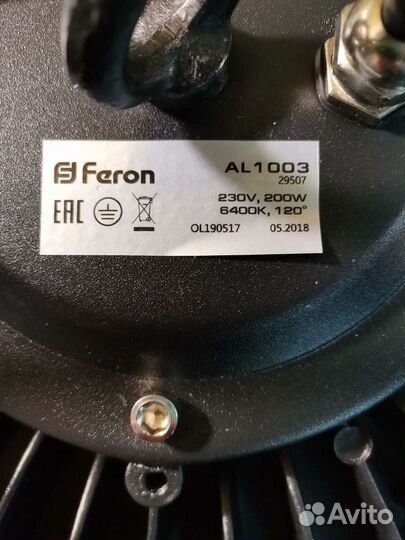 Feron AL1003
29507
EAC 230V, 200W
6400K, 120°
OL190517 05.2018
Avito